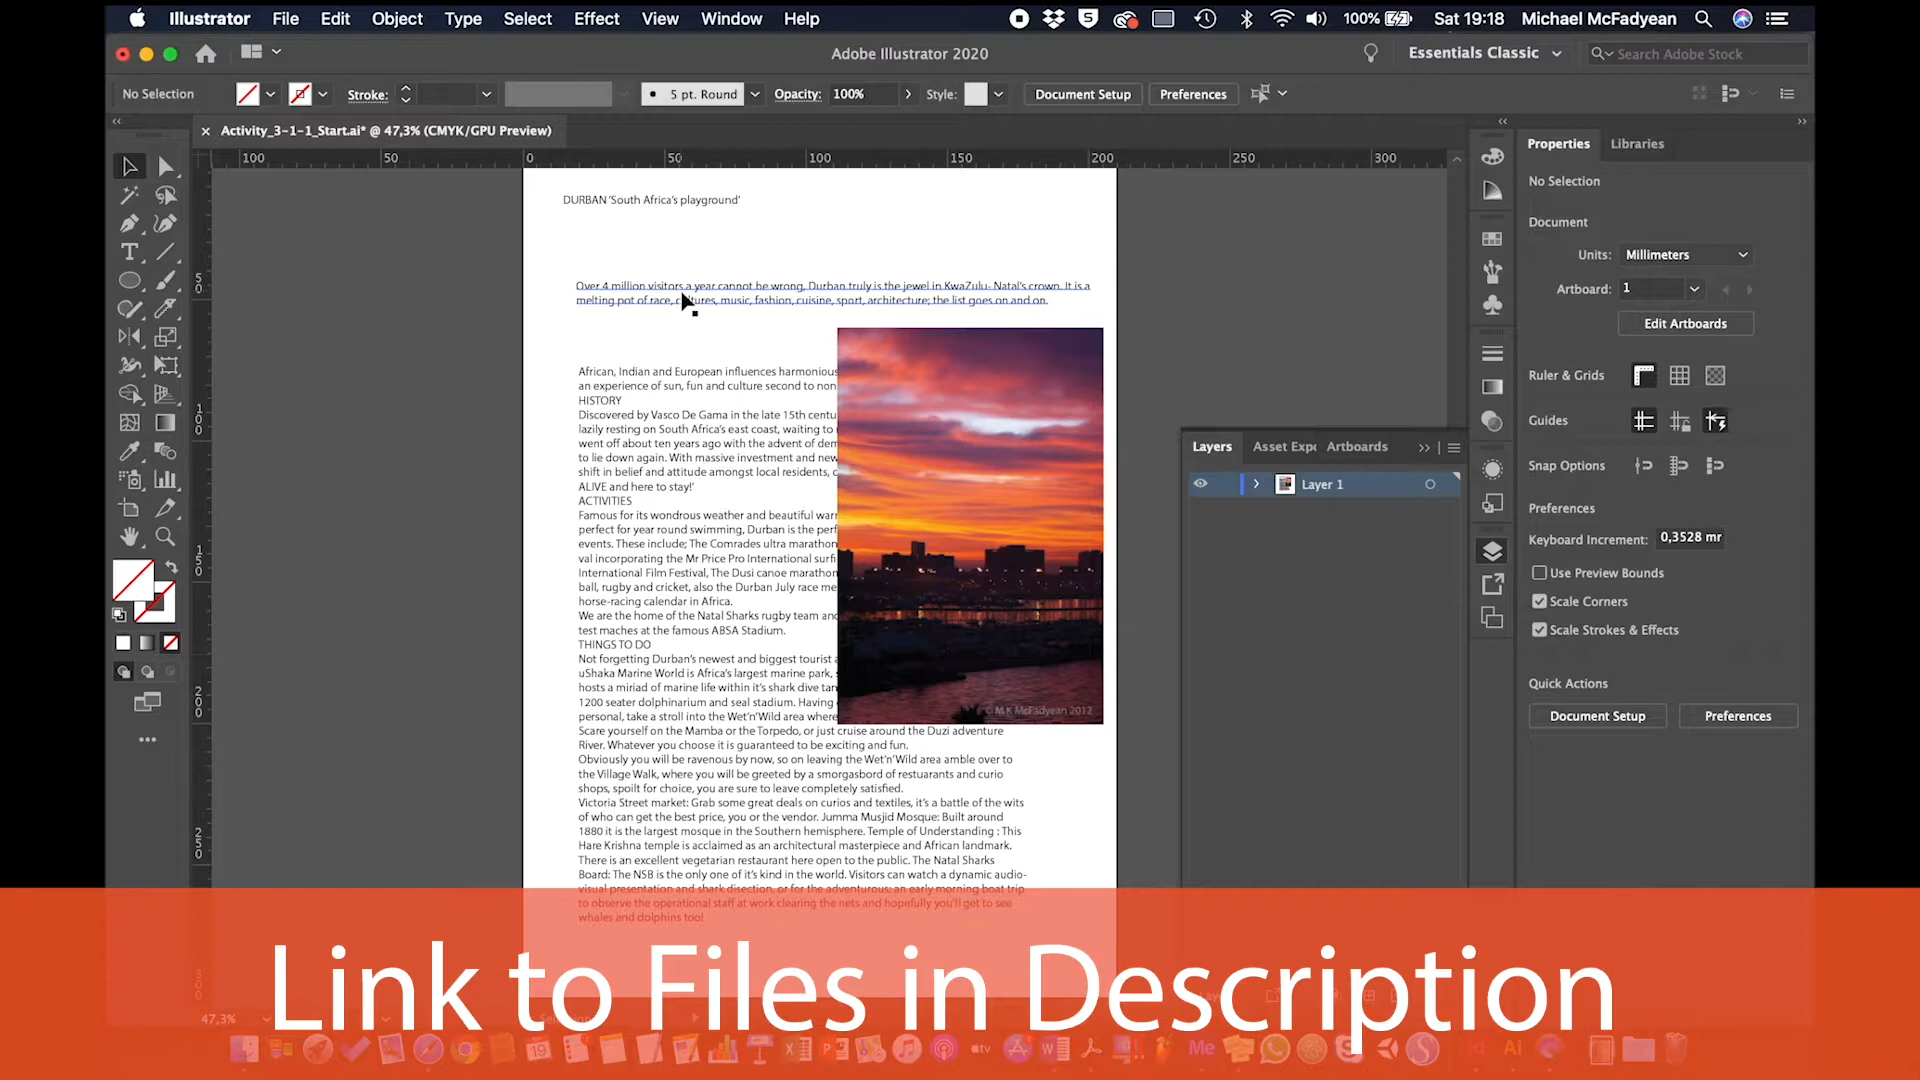 Illustrator File Edit Object Type Select Effect View Window Help 100% Sat 19:18 Michael McFadyean
Adobe Illustrator 2020 Essentials Classic Search Adobe Stock
No Selection Stroke: 5 pt. Round Opacity: 100% Style: Document Setup Preferences
Activity_3-1-1_Start.ai* @ 47,3% (CMYK/GPU Preview)
100 50 0 50 100 150 200 250 300
DURBAN 'South Africa's playground'
Over 4 million visitors a year cannot be wrong, Durban truly is the jewel in KwaZulu- Natal's crown. It is a
melting pot of race, cultures, music, fashion, cuisine, sport, architecture; the list goes on and on.
African, Indian and European influences harmonious
an experience of sun, fun and culture second to non
HISTORY
Discovered by Vasco De Gama in the late 15th centu
lazily resting on South Africa's east coast, waiting to
went off about ten years ago with the advent of dem
to lie down again. With massive investment and new
shift in belief and attitude amongst local residents, c
ALIVE and here to stay!'
ACTIVITIES
Famous for its wondrous weather and beautiful warm
perfect for year round swimming, Durban is the perf
events. These include; The Comrades ultra marathon
val incorporating the Mr Price Pro International surfi
International Film Festival, The Dusi canoe marathon
ball, rugby and cricket, also the Durban July race me
horse-racing calendar in Africa.
We are the home of the Natal Sharks rugby team and
test maches at the famous ABSA Stadium.
THINGS TO DO
Not forgetting Durban's newest and biggest tourist a
uShaka Marine World is Africa's largest marine park, s
hosts a miriad of marine life within it's shark dive tan
1200 seater dolphinarium and seal stadium. Having
personal, take a stroll into the Wet'n'Wild area where
Scare yourself on the Mamba or the Torpedo, or just cruise around the Duzi adventure
River. Whatever you choose it is guaranteed to be exciting and fun.
Obviously you will be ravenous by now, so on leaving the Wet'n'Wild area amble over to
the Village Walk, where you will be greeted by a smorgasbord of restuarants and curio
shops, spoilt for choice, you are sure to leave completely satisfied.
Victoria Street market: Grab some great deals on curios and textiles, it's a battle of the wits
of who can get the best price, you or the vendor. Jumma Musjid Mosque: Built around
1880 it is the largest mosque in the Southern hemisphere. Temple of Understanding : This
Hare Krishna temple is acclaimed as an architectural masterpiece and African landmark.
There is an excellent vegetarian restaurant here open to the public. The Natal Sharks
Board: The NSB is the only one of it's kind in the world. Visitors can watch a dynamic audio-
visual presentation and shark disection, or for the adventurous; an early morning boat trip
to observe the operational staff at work clearing the nets and hopefully you'll get to see
whales and dolphins too!
© M.K McFadyean 2012
Layers Asset Expo Artboards
Layer 1
Properties Libraries
No Selection
Document
Units: Millimeters
Artboard: 1
Edit Artboards
Ruler & Grids
Guides
Snap Options
Preferences
Keyboard Increment: 0,3528 mr
Use Preview Bounds
Scale Corners
Scale Strokes & Effects
Quick Actions
Document Setup Preferences
47,3%
Link to Files in Description